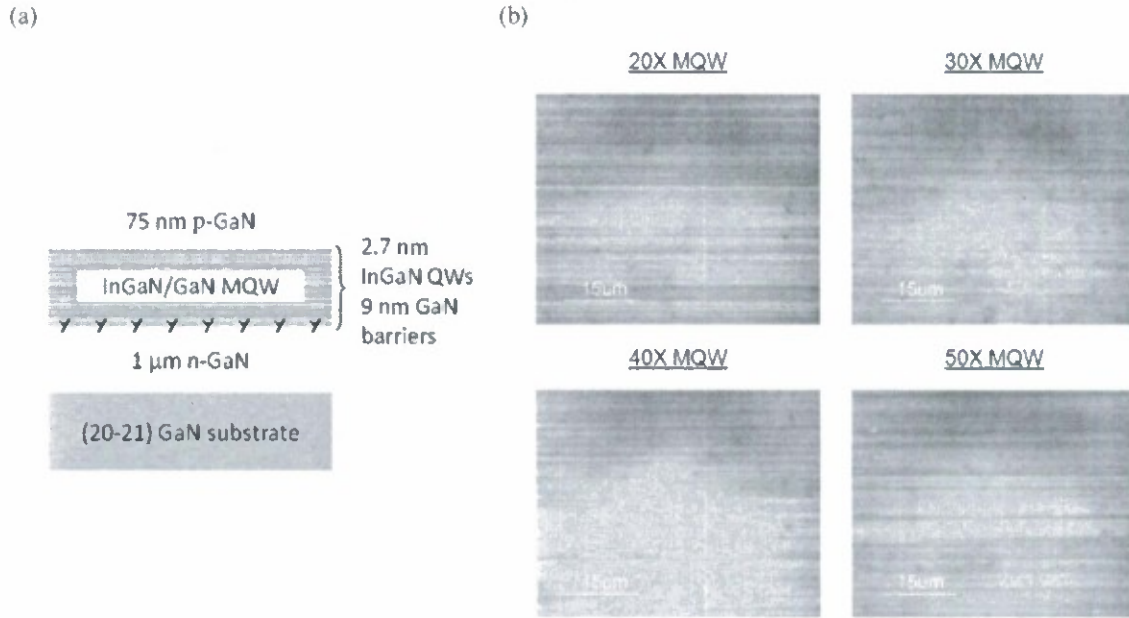 (a)
(b)
75 nm p-GaN
InGaN/GaN MQW
2.7 nm
InGaN QWs
9 nm GaN
barriers
1 μm n-GaN
(20-21) GaN substrate
20X MQW
30X MQW
15um
15um
40X MQW
50X MQW
15um
15um